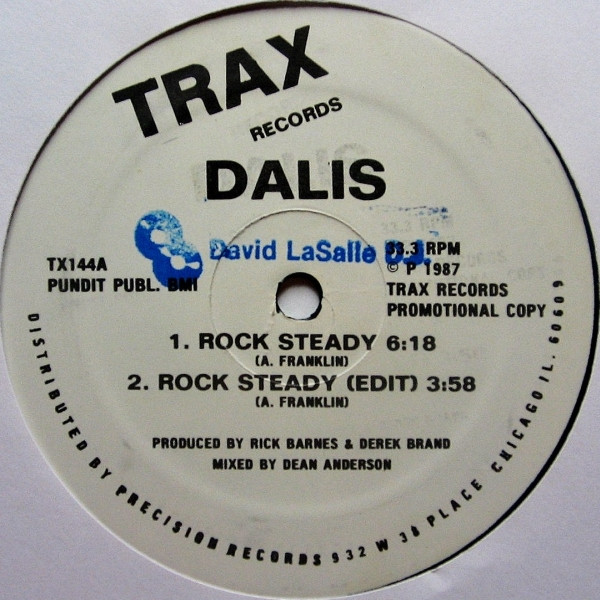 TRAX
RECORDS
DALIS
David LaSalle D.J.
TX144A
PUNDIT PUBL. BMI
33.3 RPM
© P 1987
TRAX RECORDS
PROMOTIONAL COPY
1. ROCK STEADY 6:18
(A. FRANKLIN)
2. ROCK STEADY (EDIT) 3:58
(A. FRANKLIN)
PRODUCED BY RICK BARNES & DEREK BRAND
MIXED BY DEAN ANDERSON
DISTRIBUTED BY PRECISION RECORDS 932 W 38 PLACE CHICAGO IL. 60609